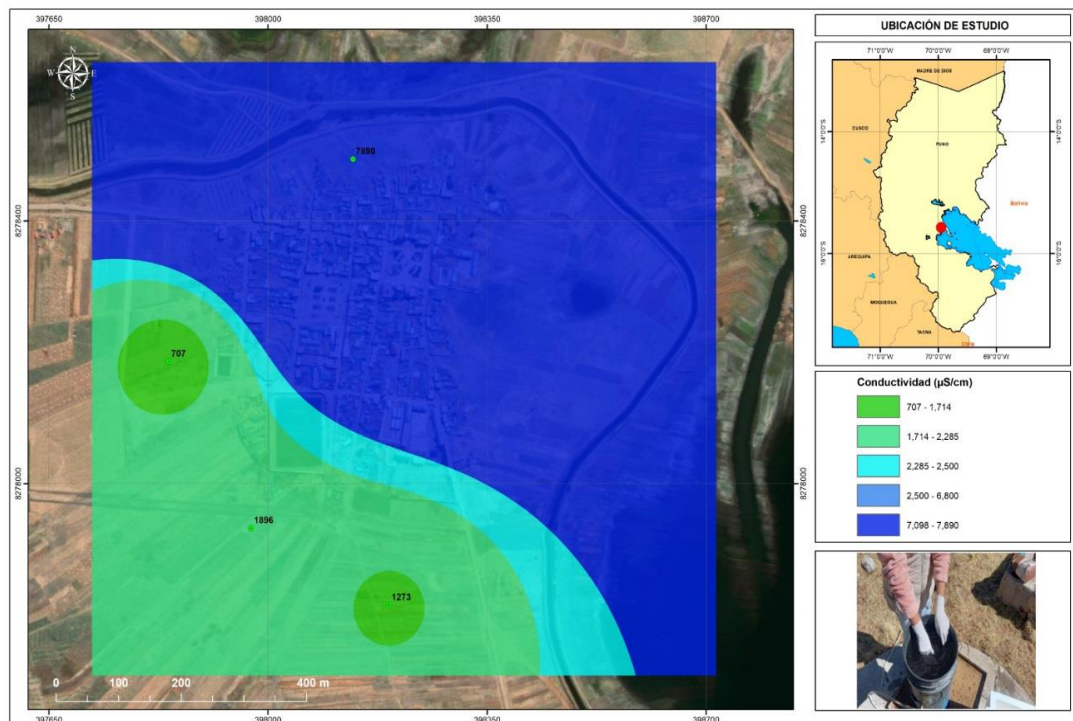 397650 398000 398350 398700
N
W E
S
8278400
8278000
7890
707
1896
1273
0 100 200 400 m
8278400
8278000
397650 398000 398350 398700
UBICACIÓN DE ESTUDIO
71°0'0"W 70°0'0"W 69°0'0"W
MADRE DE DIOS
14°0'0"S
CUSCO
PUNO
14°0'0"S
Bolivia
16°0'0"S
AREQUIPA
16°0'0"S
MOQUEGUA
TACNA
Chile
71°0'0"W 70°0'0"W 69°0'0"W
Conductividad (µS/cm)
707 - 1,714
1,714 - 2,285
2,285 - 2,500
2,500 - 6,800
7,098 - 7,890